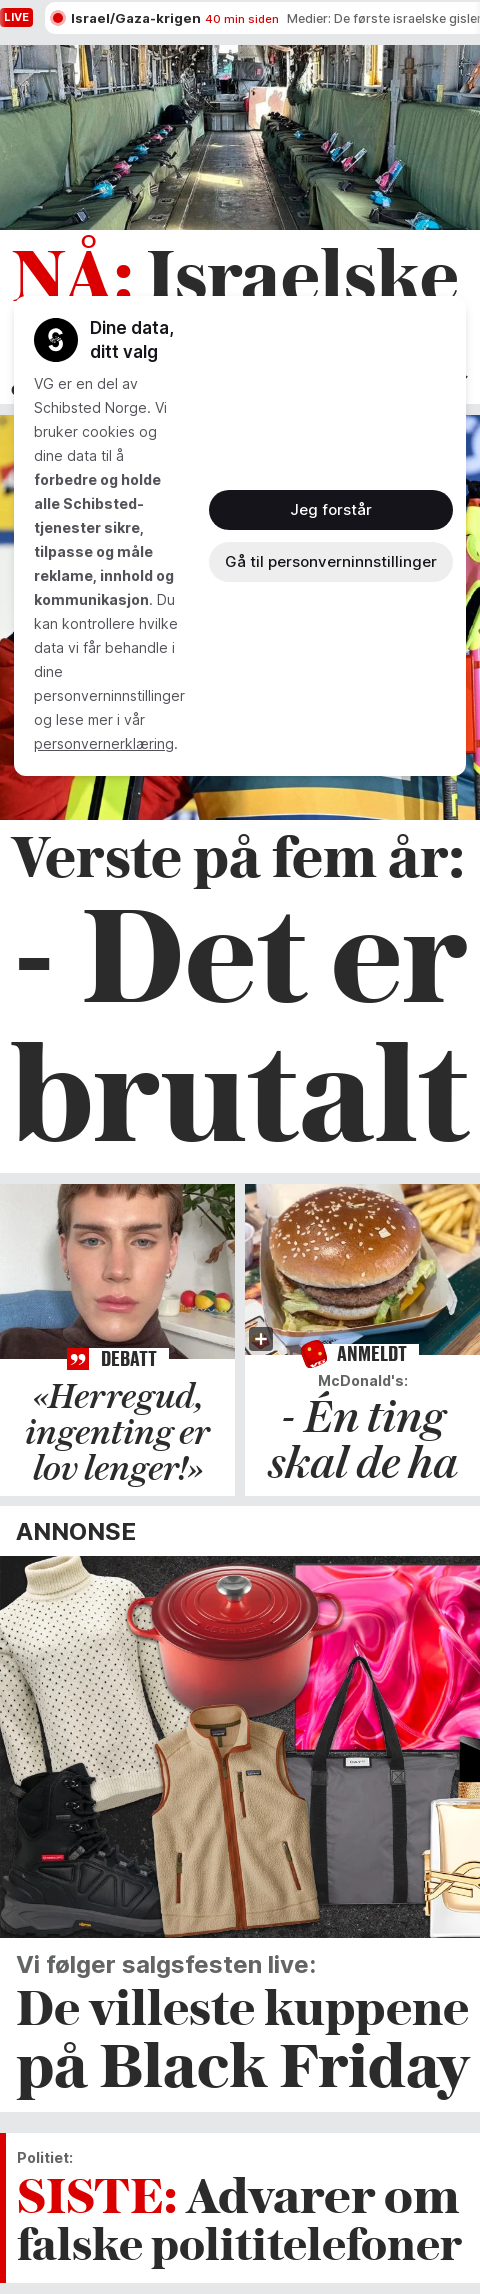 LIVE
Israel/Gaza-krigen 40 min siden Medier: De første israelske
NÅ: Israelske
Dine data,
ditt valg
VG er en del av
Schibsted Norge. Vi
bruker cookies og
dine data til å
forbedre og holde
alle Schibsted-
tjenester sikre,
tilpasse og måle
reklame, innhold og
kommunikasjon. Du
kan kontrollere hvilke
data vi får behandle i
dine
personverninnstillinger
og lese mer i vår
personvernerklæring.
Jeg forstår
Gå til personverninnstillinger
Verste på fem år:
- Det er
brutalt
DEBATT
«Herregud,
ingenting er
lov lenger!»
ANMELDT
McDonald's:
- Én ting
skal de ha
ANNONSE
LE CREUSET
Vi følger salgsfesten live:
De villeste kuppene
på Black Friday
Politiet:
SISTE: Advarer om
falske polititelefoner